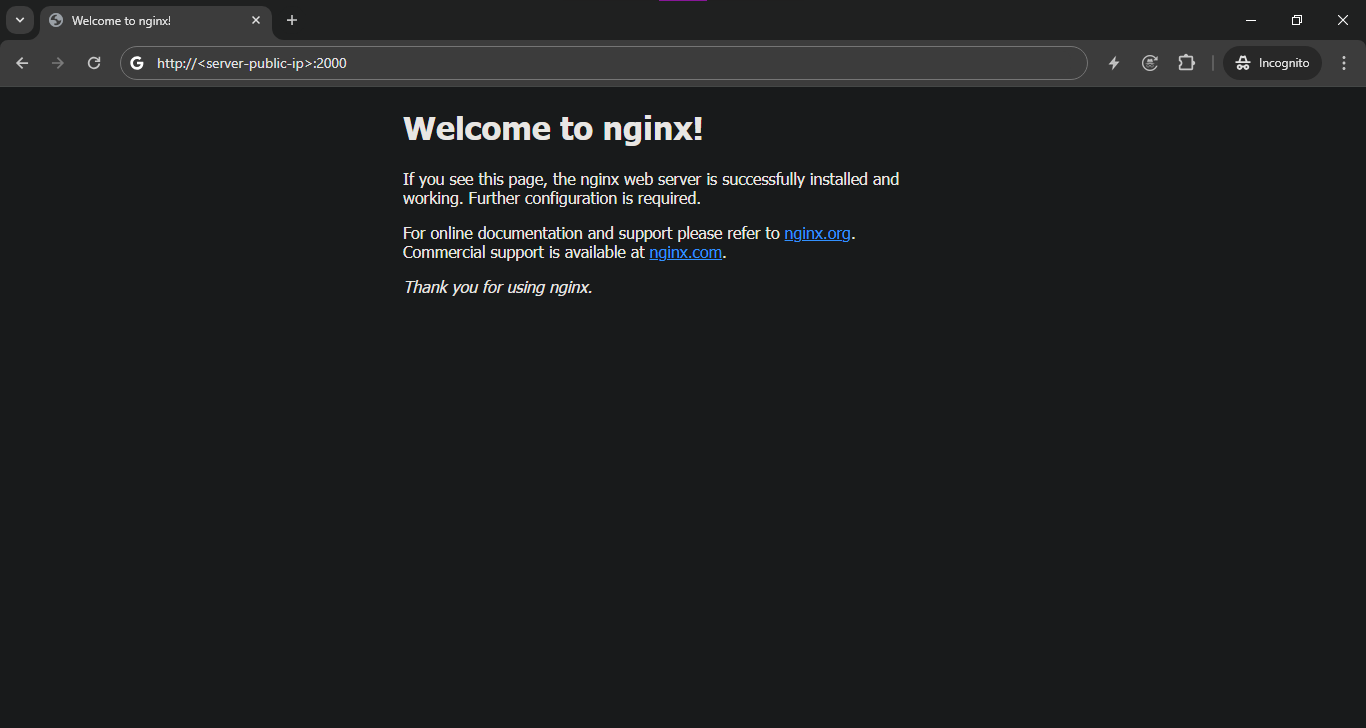 Welcome to nginx!
http://<server-public-ip>:2000
Incognito
Welcome to nginx!
If you see this page, the nginx web server is successfully installed and
working. Further configuration is required.
For online documentation and support please refer to nginx.org.
Commercial support is available at nginx.com.
Thank you for using nginx.